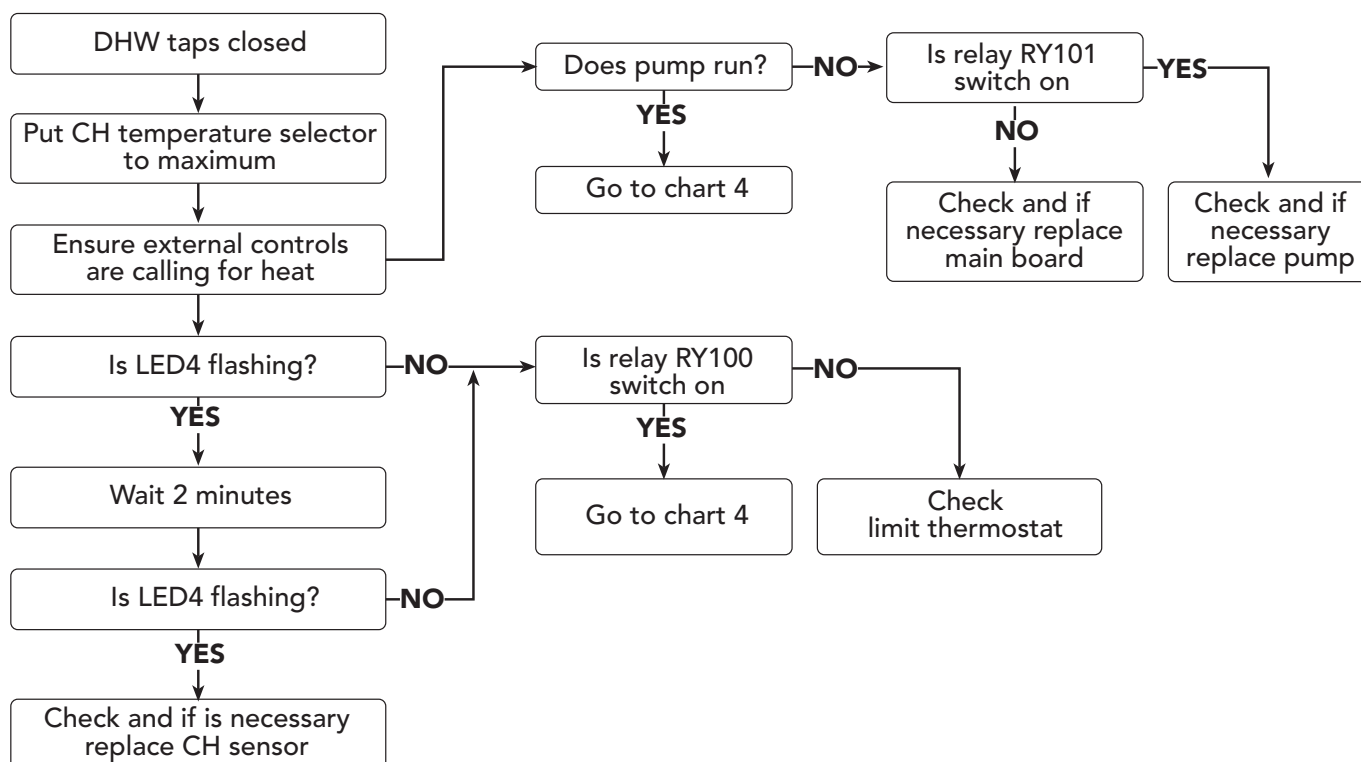 DHW taps closed
Put CH temperature selector
to maximum
Ensure external controls
are calling for heat
Is LED4 flashing?
NO
YES
Wait 2 minutes
Is LED4 flashing?
NO
YES
Check and if is necessary
replace CH sensor
Does pump run?
NO
YES
Go to chart 4
Is relay RY101
switch on
YES
NO
Check and if
necessary replace
main board
Check and if
necessary
replace pump
Is relay RY100
switch on
NO
YES
Go to chart 4
Check
limit thermostat